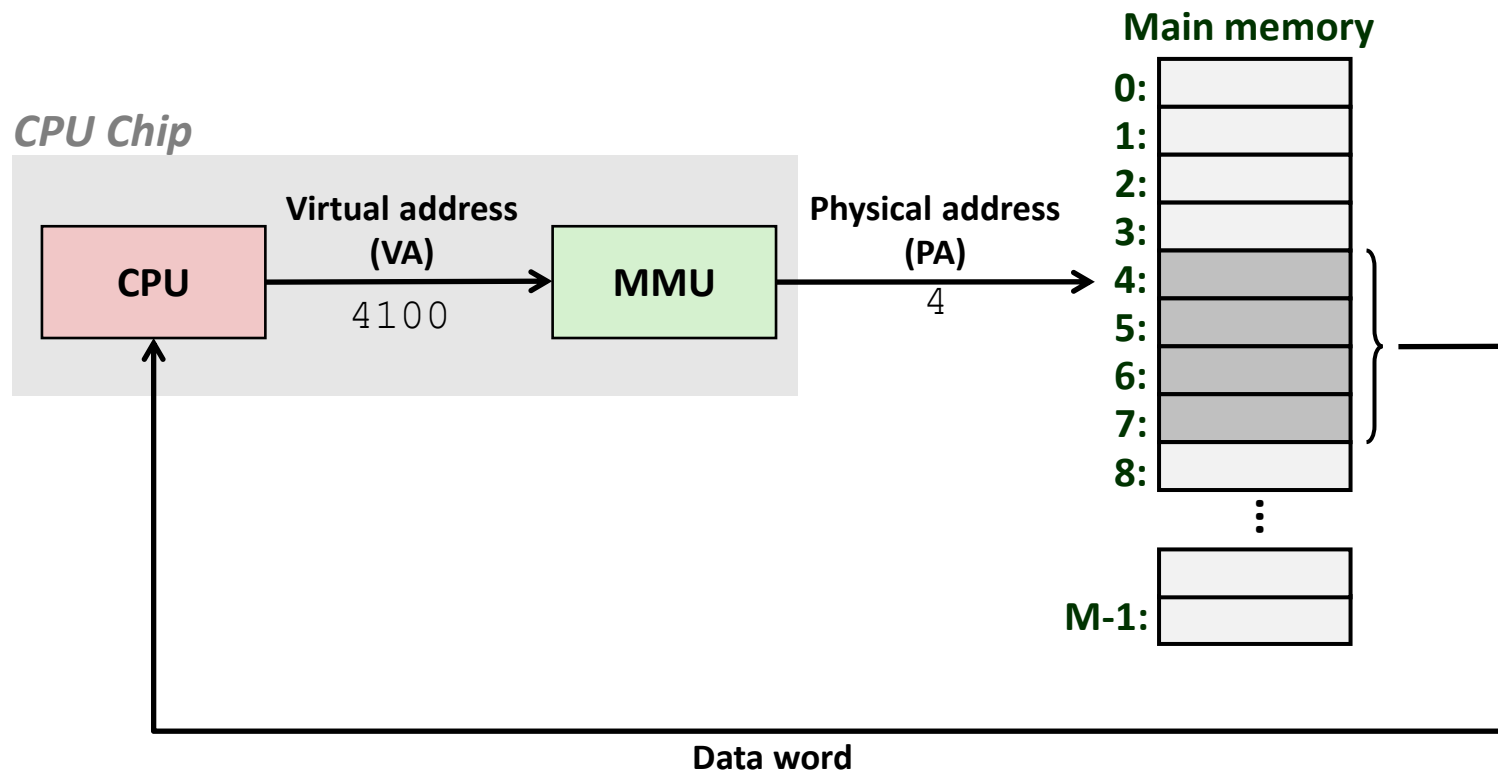 Main memory
CPU Chip
CPU
Virtual address
(VA)
4100
MMU
Physical address
(PA)
4
0:
1:
2:
3:
4:
5:
6:
7:
8:
...
M-1:
Data word